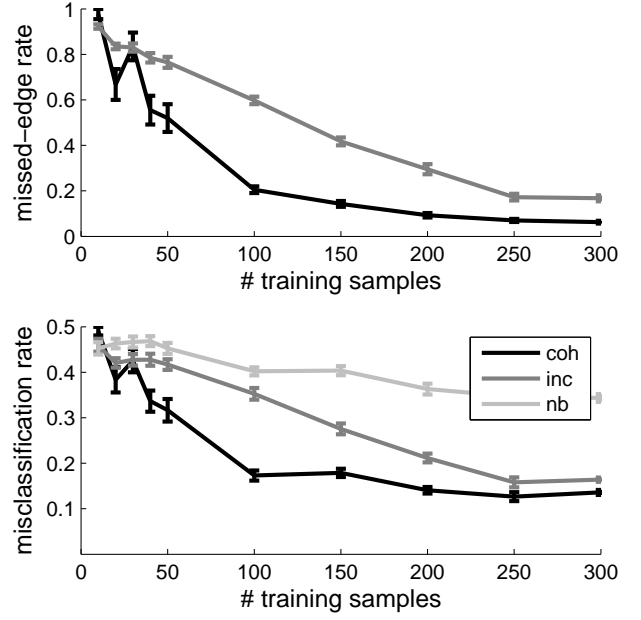 1
0.8
0.6
0.4
0.2
0
missed−edge rate
0 50 100 150 200 250 300
# training samples
0.5
0.4
0.3
0.2
0.1
misclassification rate
coh
inc
nb
0 50 100 150 200 250 300
# training samples